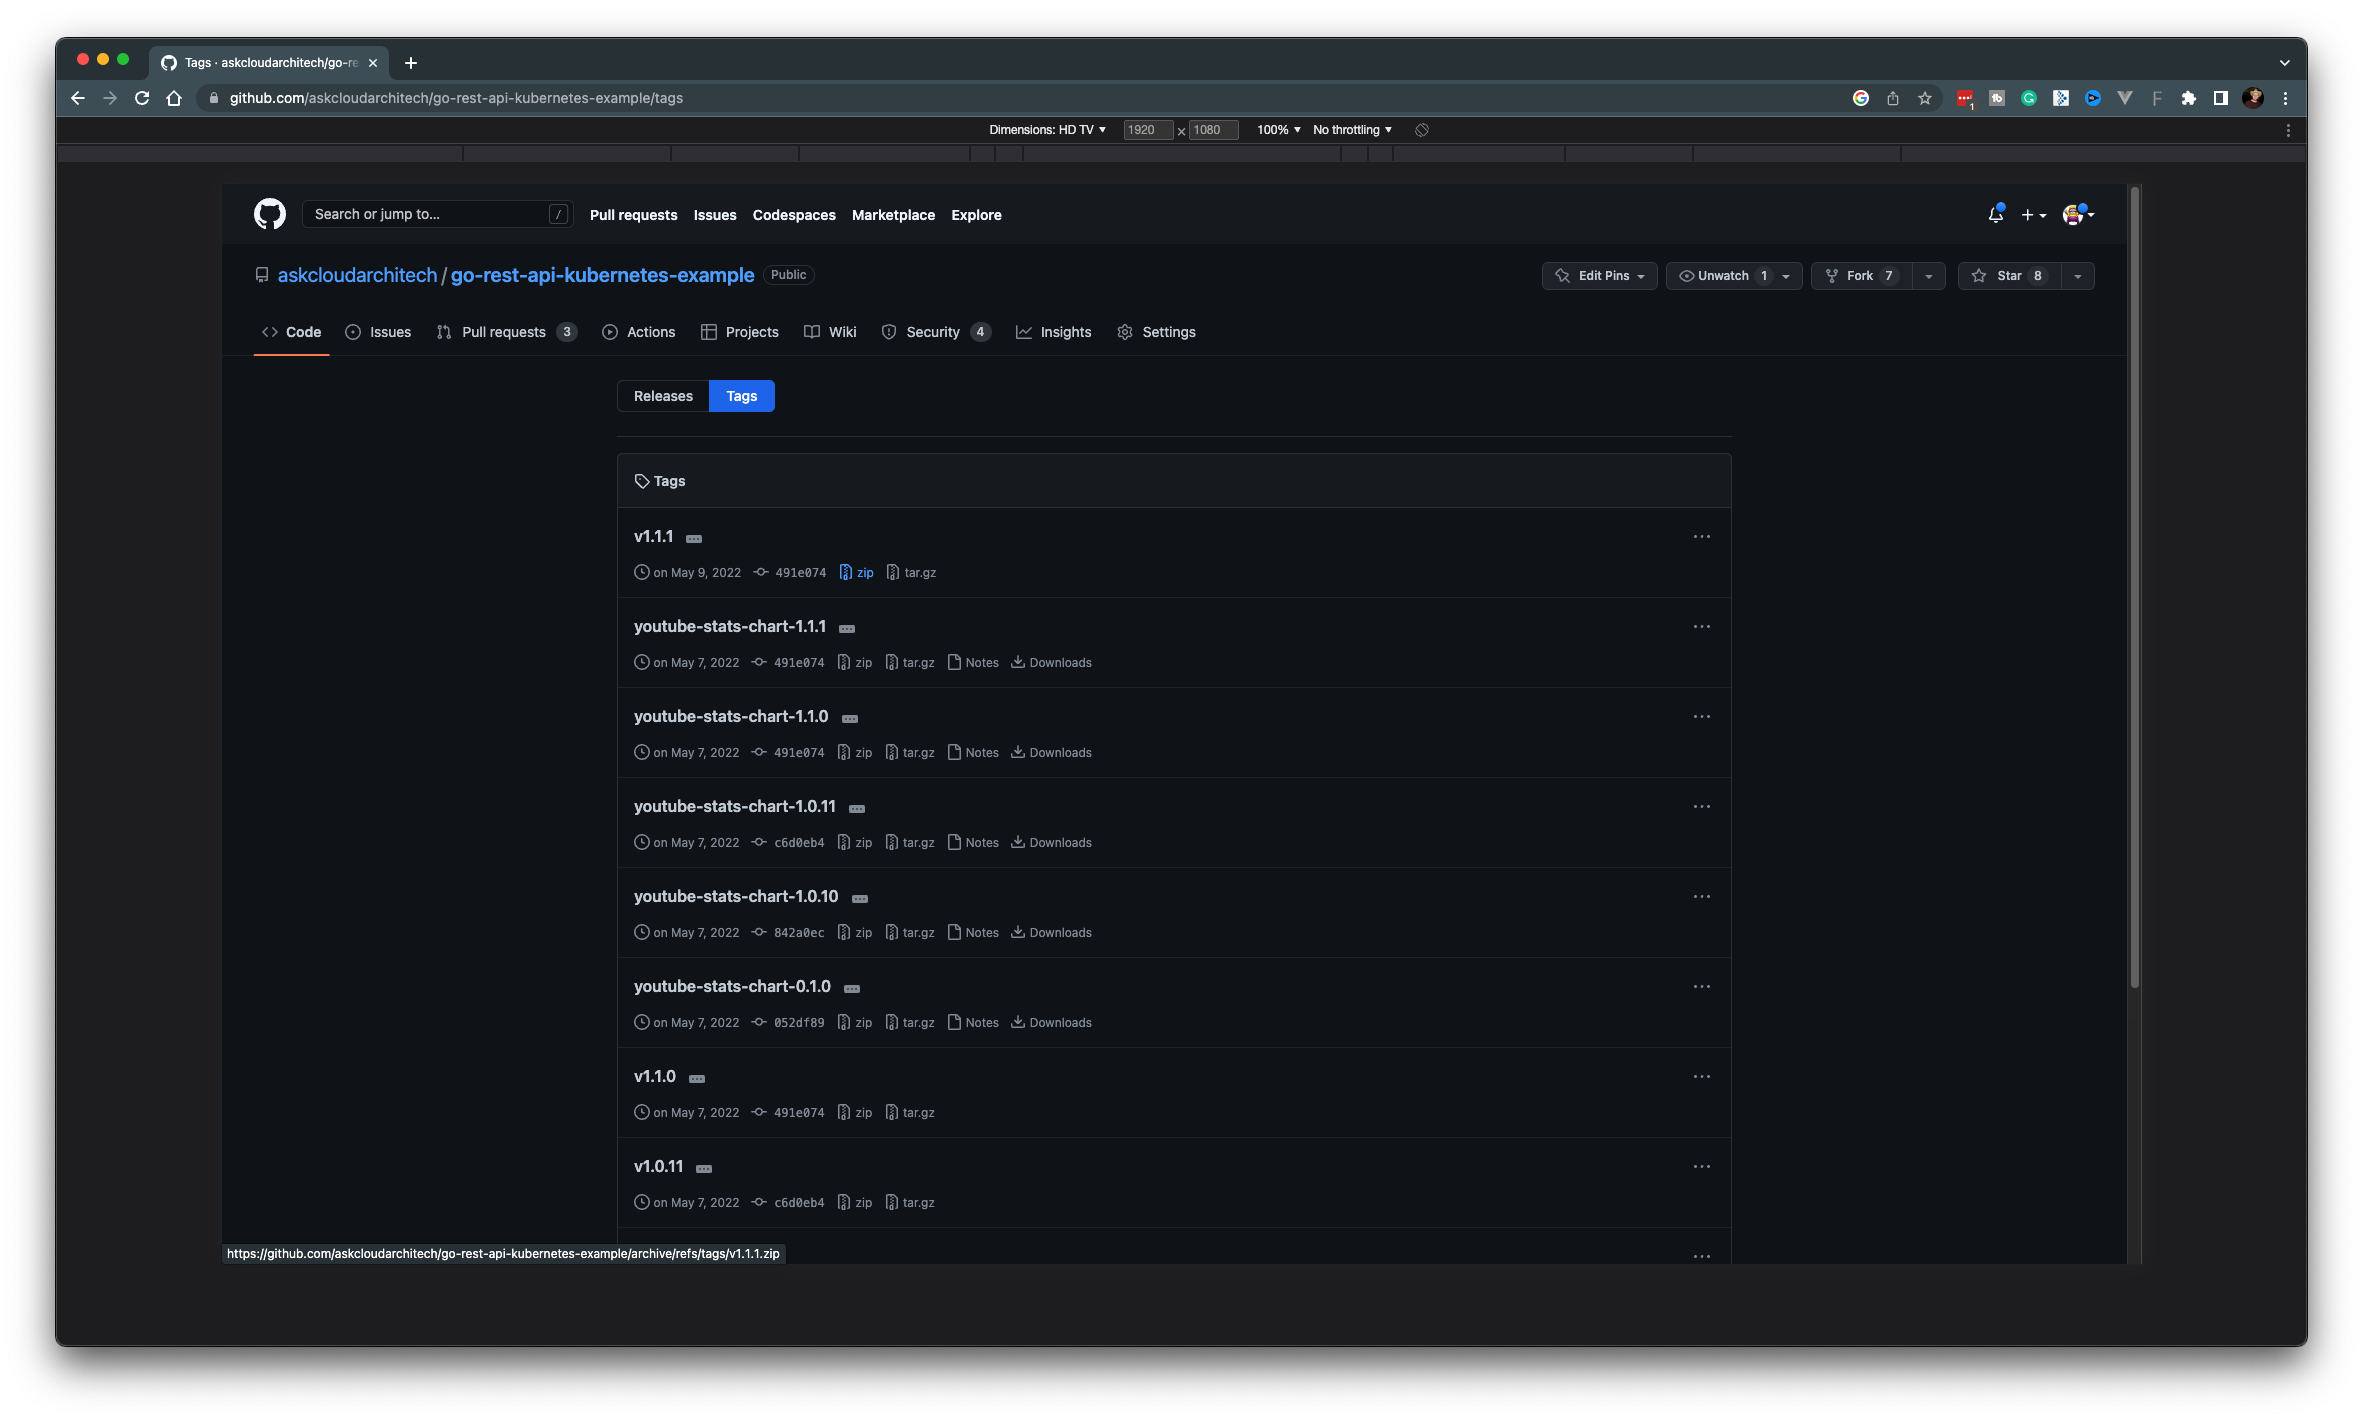 Tags · askcloudarchitech/go-re
github.com/askcloudarchitech/go-rest-api-kubernetes-example/tags
1
Dimensions: HD TV 1920 × 1080 100% No throttling
Search or jump to... / Pull requests Issues Codespaces Marketplace Explore
askcloudarchitech / go-rest-api-kubernetes-example Public Edit Pins Unwatch 1 Fork 7 Star 8
Code Issues Pull requests 3 Actions Projects Wiki Security 4 Insights Settings
Releases Tags
Tags
v1.1.1
on May 9, 2022 491e074 zip tar.gz
youtube-stats-chart-1.1.1
on May 7, 2022 491e074 zip tar.gz Notes Downloads
youtube-stats-chart-1.1.0
on May 7, 2022 491e074 zip tar.gz Notes Downloads
youtube-stats-chart-1.0.11
on May 7, 2022 c6d0eb4 zip tar.gz Notes Downloads
youtube-stats-chart-1.0.10
on May 7, 2022 842a0ec zip tar.gz Notes Downloads
youtube-stats-chart-0.1.0
on May 7, 2022 052df89 zip tar.gz Notes Downloads
v1.1.0
on May 7, 2022 491e074 zip tar.gz
v1.0.11
on May 7, 2022 c6d0eb4 zip tar.gz
https://github.com/askcloudarchitech/go-rest-api-kubernetes-example/archive/refs/tags/v1.1.1.zip